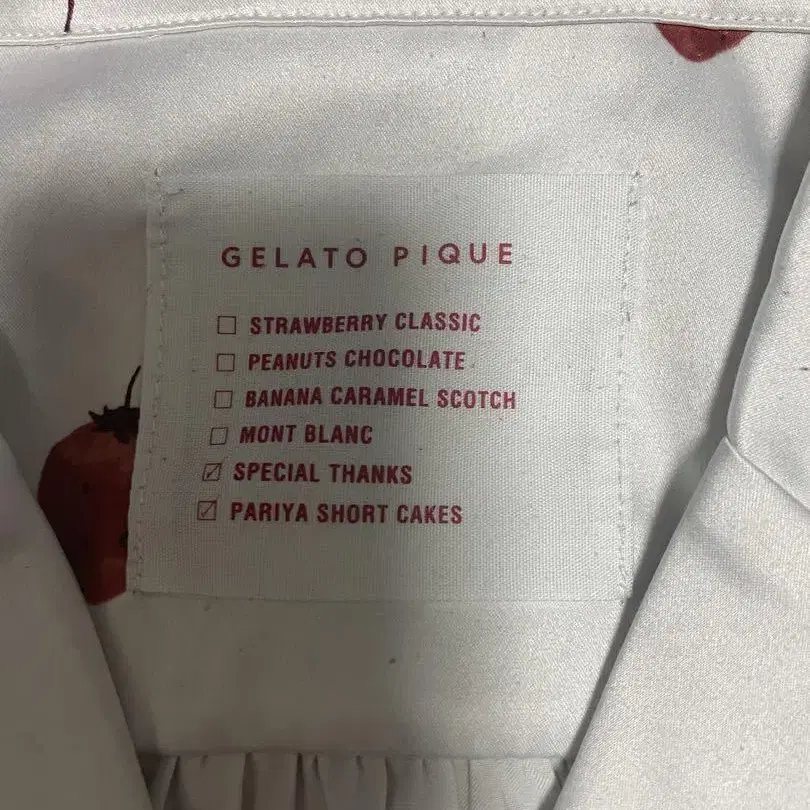 GELATO PIQUE
☐ STRAWBERRY CLASSIC
☐ PEANUTS CHOCOLATE
☐ BANANA CARAMEL SCOTCH
☐ MONT BLANC
☑ SPECIAL THANKS
☑ PARIYA SHORT CAKES